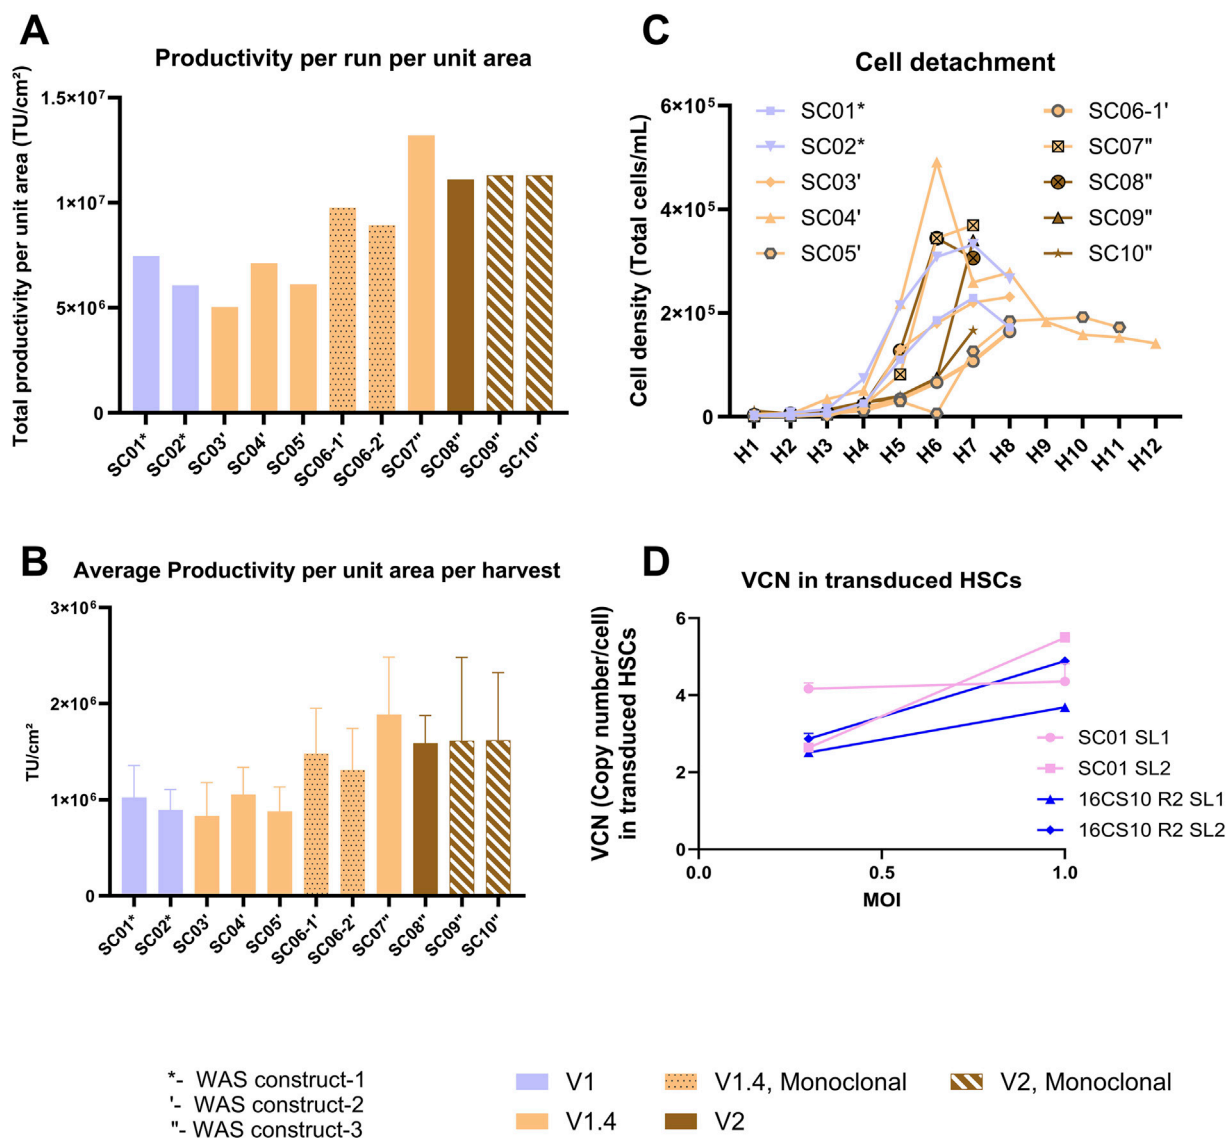 A
Productivity per run per unit area
Total productivity per unit area (TU/cm²)
1.5×10⁷
1×10⁷
5×10⁶
0
SC01*
SC02*
SC03'
SC04'
SC05'
SC06-1'
SC06-2'
SC07"
SC08"
SC09"
SC10"
C
Cell detachment
Cell density (Total cells/mL)
6×10⁵
4×10⁵
2×10⁵
0
SC01*
SC02*
SC03'
SC04'
SC05'
SC06-1'
SC07"
SC08"
SC09"
SC10"
H1
H2
H3
H4
H5
H6
H7
H8
H9
H10
H11
H12
B
Average Productivity per unit area per harvest
TU/cm²
3×10⁶
2×10⁶
1×10⁶
0
SC01*
SC02*
SC03'
SC04'
SC05'
SC06-1'
SC06-2'
SC07"
SC08"
SC09"
SC10"
D
VCN in transduced HSCs
VCN (Copy number/cell)
in transduced HSCs
6
4
2
0
0.0
0.5
1.0
MOI
SC01 SL1
SC01 SL2
16CS10 R2 SL1
16CS10 R2 SL2
*- WAS construct-1
'- WAS construct-2
"- WAS construct-3
V1
V1.4, Monoclonal
V2, Monoclonal
V1.4
V2